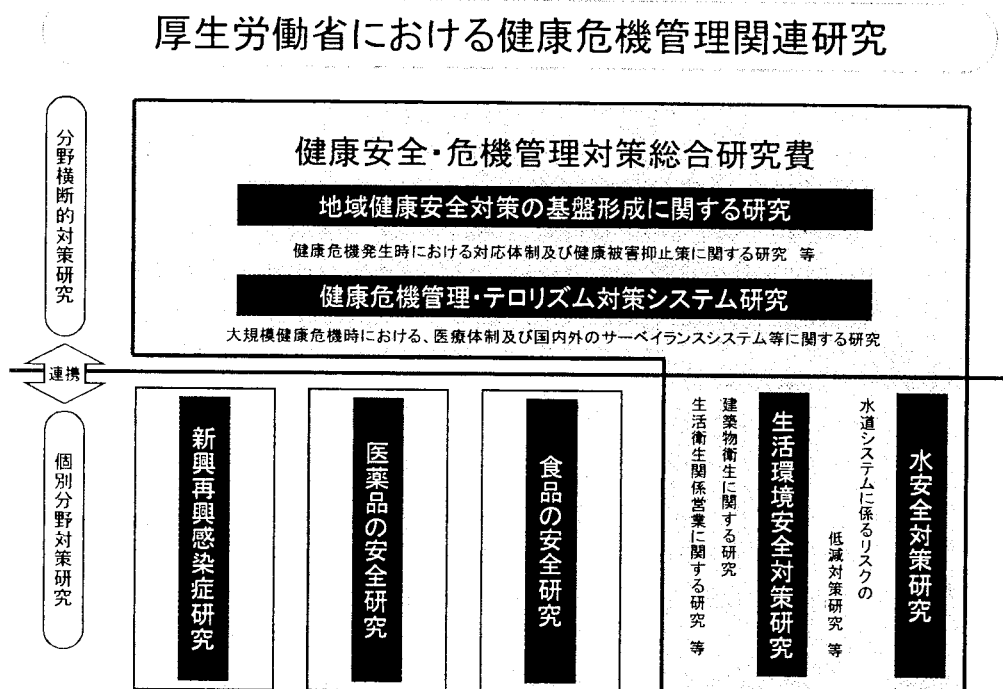 厚生労働省における健康危機管理関連研究
分野横断的対策研究
健康安全・危機管理対策総合研究費
地域健康安全対策の基盤形成に関する研究
健康危機発生時における対応体制及び健康被害抑止策に関する研究 等
健康危機管理・テロリズム対策システム研究
大規模健康危機時における、医療体制及び国内外のサーベイランスシステム等に関する研究
連携
個別分野対策研究
新興再興感染症研究
医薬品の安全研究
食品の安全研究
生活環境安全対策研究
建築物衛生に関する研究
生活衛生関係営業に関する研究 等
水安全対策研究
水道システムに係るリスクの
低減対策研究 等